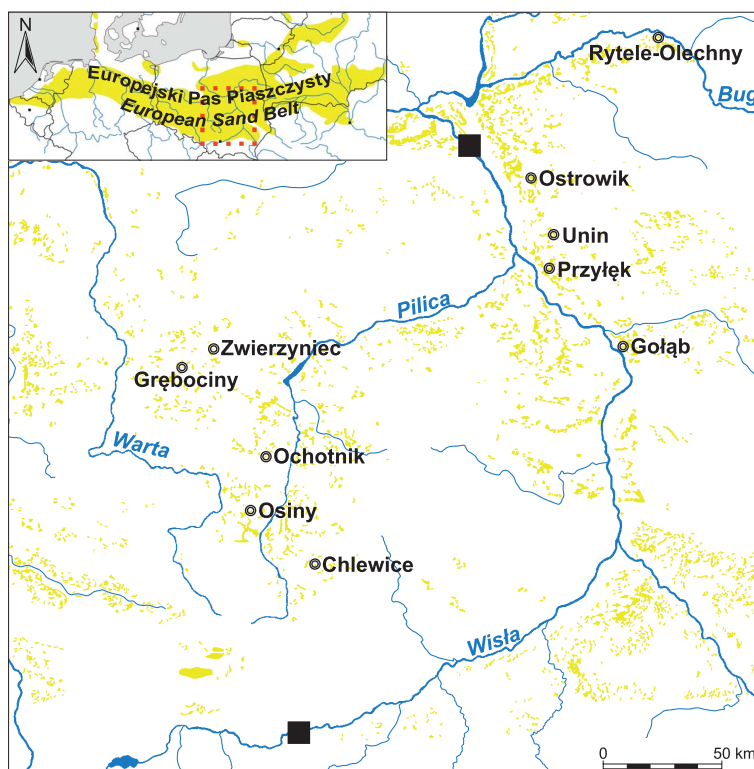 N
Europejski Pas Piaszczysty
European Sand Belt
Rytele-Olechny
Bug
Ostrowik
Unin
Przyłęk
Pilica
Zwierzyniec
Gołąb
Grębociny
Warta
Ochotnik
Osiny
Chlewice
Wisła
0 50 km